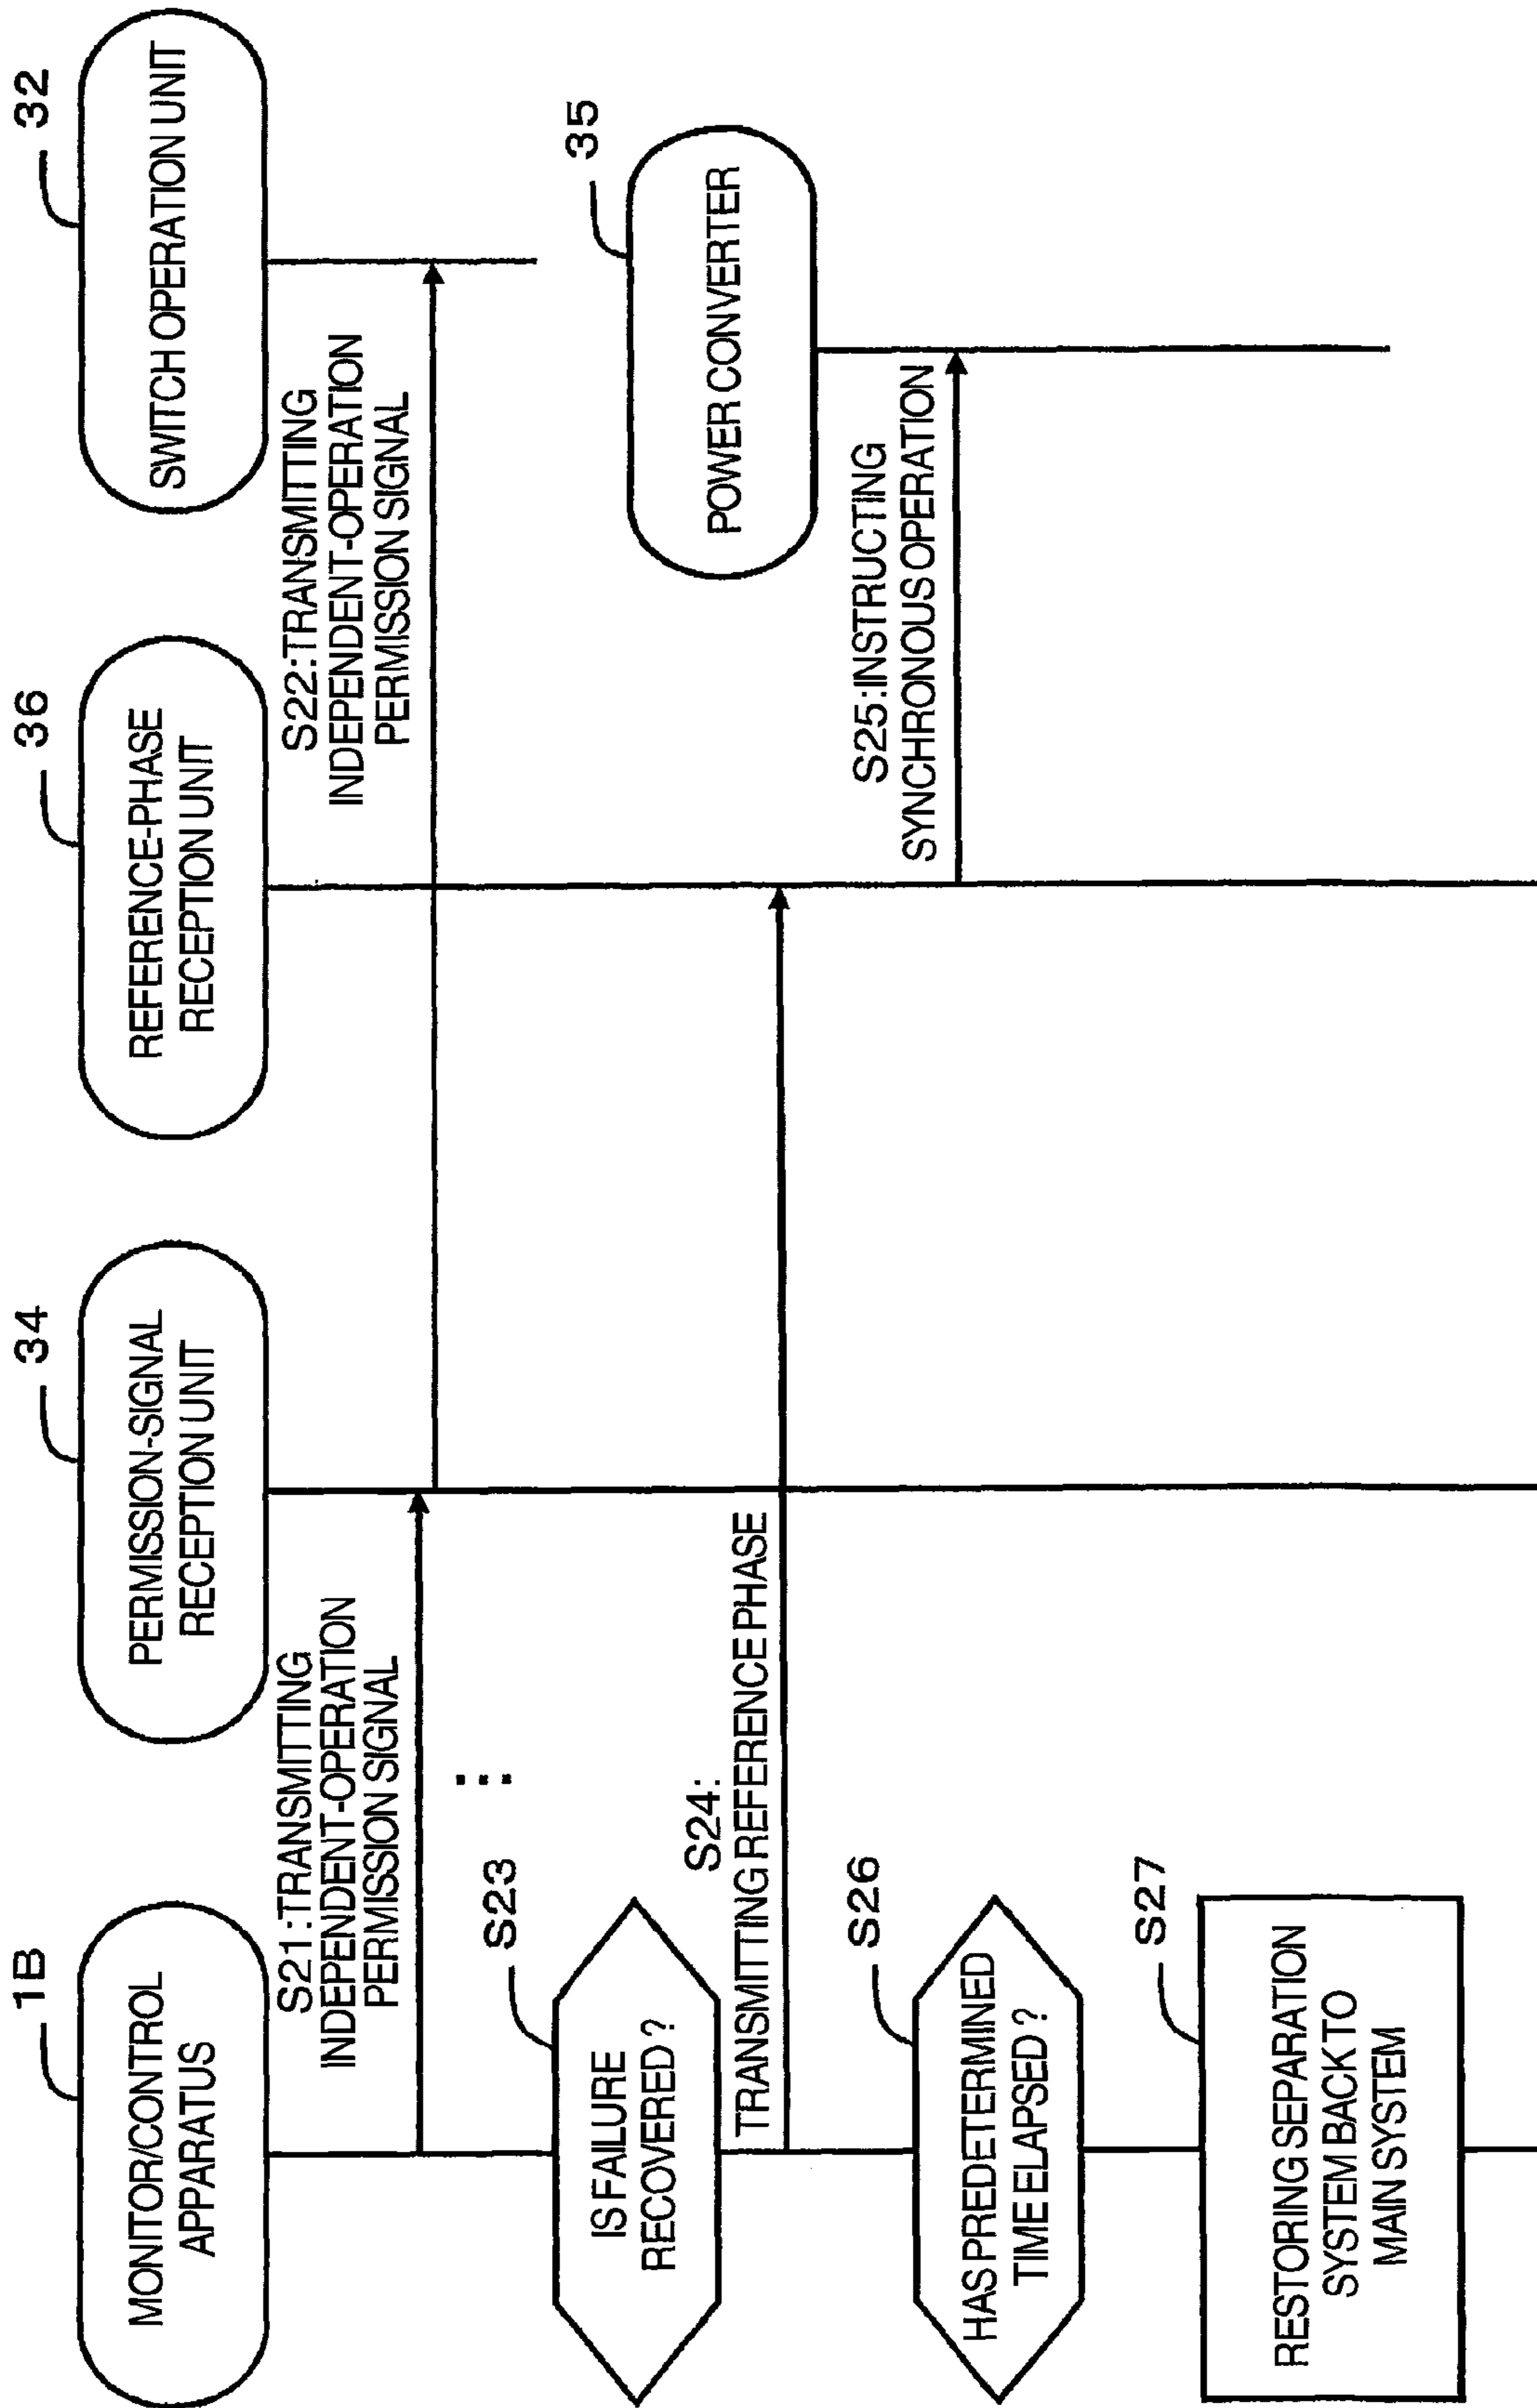 1B
MONITOR/CONTROL
APPARATUS
34
PERMISSION-SIGNAL
RECEPTION UNIT
36
REFERENCE-PHASE
RECEPTION UNIT
32
SWITCH OPERATION UNIT
S21:TRANSMITTING
INDEPENDENT-OPERATION
PERMISSION SIGNAL
S22:TRANSMITTING
INDEPENDENT-OPERATION
PERMISSION SIGNAL
...
S23
IS FAILURE
RECOVERED ?
35
POWER CONVERTER
S24:
TRANSMITTING REFERENCE PHASE
S25:INSTRUCTING
SYNCHRONOUS OPERATION
S26
HAS PREDETERMINED
TIME ELAPSED ?
S27
RESTORING SEPARATION
SYSTEM BACK TO
MAIN SYSTEM